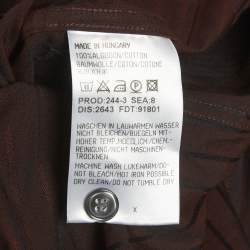 MADE IN HUNGARY
100%ALGODON/COTTON
BAUMWOLLE/COTON/COTONE
PROD:244-3 SEA:8
DIS:2643 FDT:91801
WASCHEN IN LAUWARMEN WASSER
NICHT BLEICHEN/BUEGELN MIT
HOHER TEMP.MOEGLICH/CHEM.
REINIGUNG/NICHT MASCHINEN-
TROCKNEN
MACHINE WASH LUKEWARM/DO
NOT BLEACH/HOT IRON POSSIBLE
DRY CLEAN/DO NOT TUMBLE DRY
X